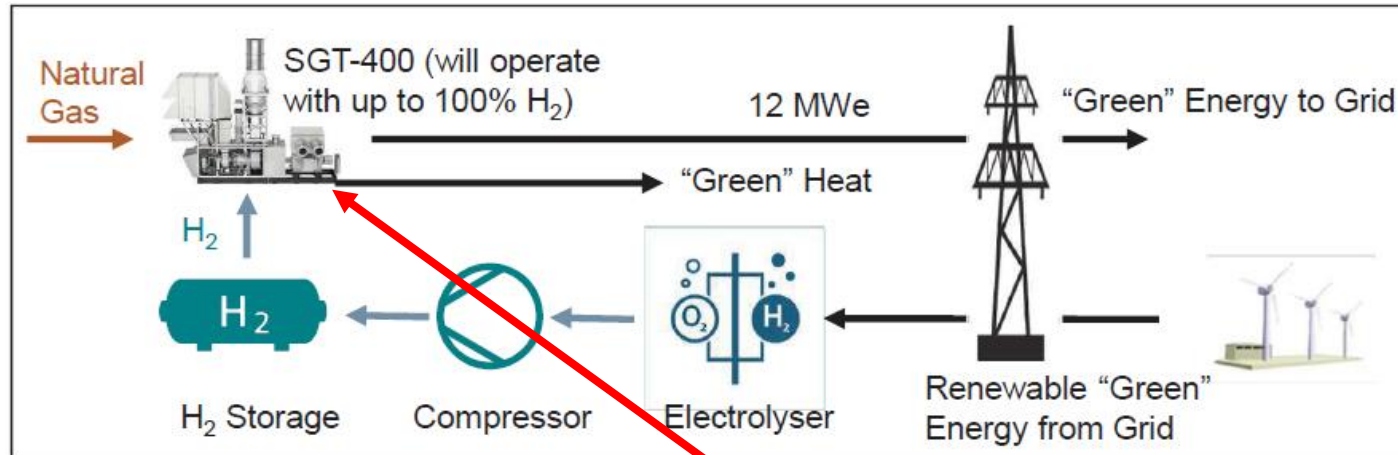 Natural
Gas
SGT-400 (will operate
with up to 100% H₂)
12 MWe
“Green” Energy to Grid
“Green” Heat
H₂
H₂
O₂
H₂
H₂ Storage
Compressor
Electrolyser
Renewable “Green”
Energy from Grid